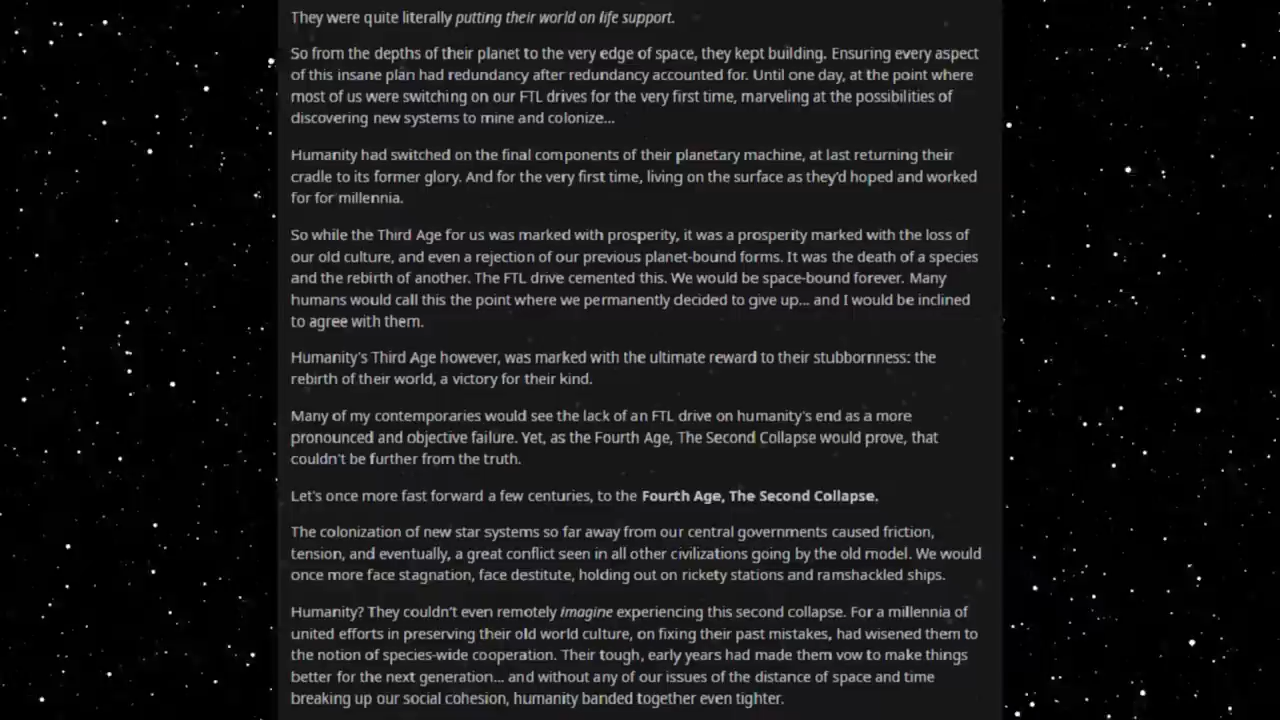 They were quite literally putting their world on life support.
So from the depths of their planet to the very edge of space, they kept building. Ensuring every aspect
of this insane plan had redundancy after redundancy accounted for. Until one day, at the point where
most of us were switching on our FTL drives for the very first time, marveling at the possibilities of
discovering new systems to mine and colonize...
Humanity had switched on the final components of their planetary machine, at last returning their
cradle to its former glory. And for the very first time, living on the surface as they'd hoped and worked
for for millennia.
So while the Third Age for us was marked with prosperity, it was a prosperity marked with the loss of
our old culture, and even a rejection of our previous planet-bound forms. It was the death of a species
and the rebirth of another. The FTL drive cemented this. We would be space-bound forever. Many
humans would call this the point where we permanently decided to give up... and I would be inclined
to agree with them.
Humanity's Third Age however, was marked with the ultimate reward to their stubbornness: the
rebirth of their world, a victory for their kind.
Many of my contemporaries would see the lack of an FTL drive on humanity's end as a more
pronounced and objective failure. Yet, as the Fourth Age, The Second Collapse would prove, that
couldn't be further from the truth.
Let's once more fast forward a few centuries, to the Fourth Age, The Second Collapse.
The colonization of new star systems so far away from our central governments caused friction,
tension, and eventually, a great conflict seen in all other civilizations going by the old model. We would
once more face stagnation, face destitute, holding out on rickety stations and ramshackled ships.
Humanity? They couldn't even remotely imagine experiencing this second collapse. For a millennia of
united efforts in preserving their old world culture, on fixing their past mistakes, had wisened them to
the notion of species-wide cooperation. Their tough, early years had made them vow to make things
better for the next generation... and without any of our issues of the distance of space and time
breaking up our social cohesion, humanity banded together even tighter.